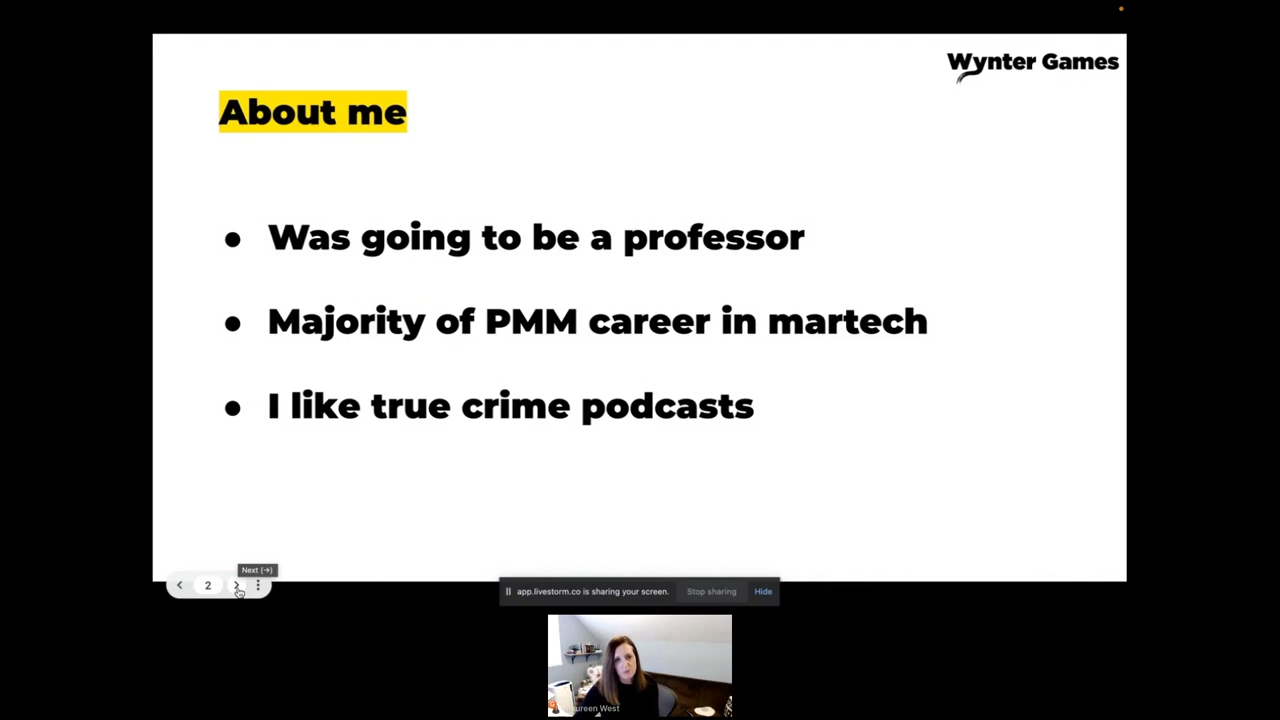 Wynter Games
About me
● Was going to be a professor
● Majority of PMM career in martech
● I like true crime podcasts
Next (→)
2
app.livestorm.co is sharing your screen. Stop sharing Hide
West